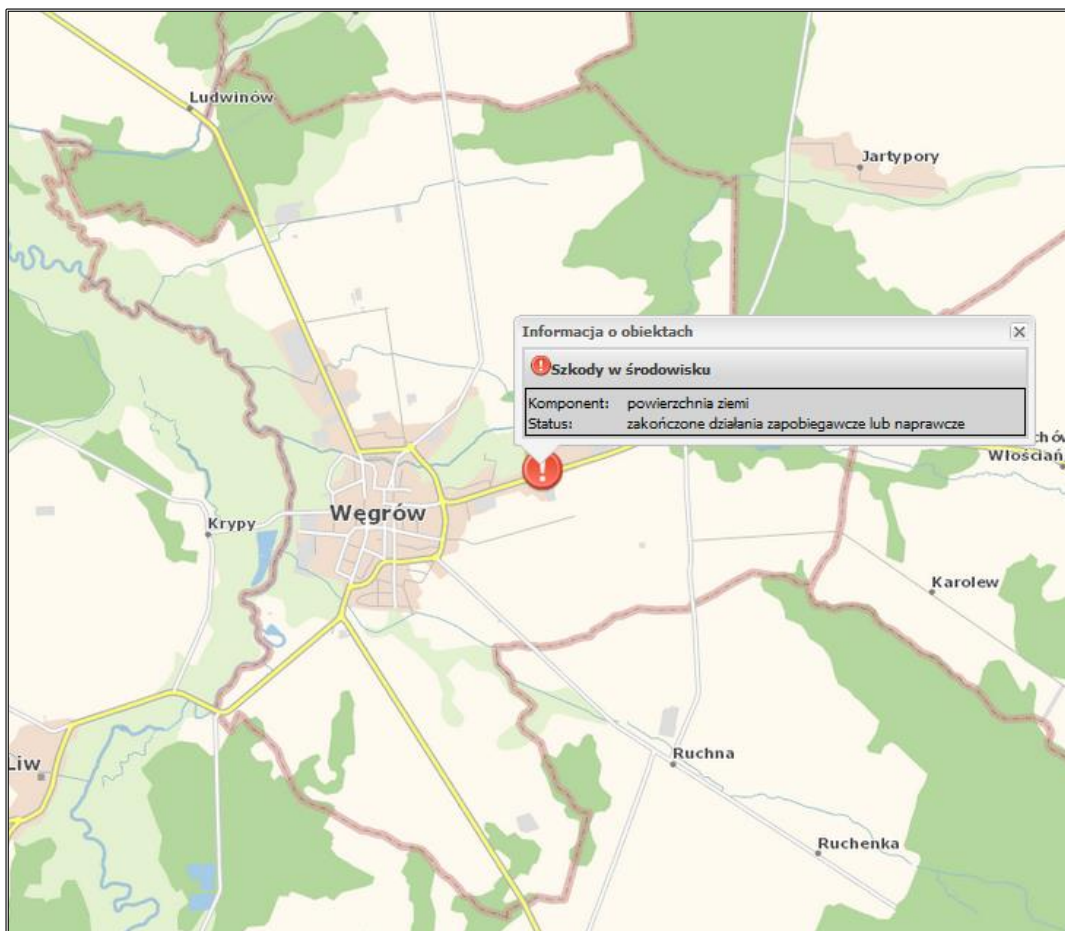 Ludwinów
Jartypory
Informacja o obiektach
Szkody w środowisku
Komponent: powierzchnia ziemi
Status: zakończone działania zapobiegawcze lub naprawcze
Włościań
Węgrów
Krypy
Karolew
Ruchna
Liw
Ruchenka